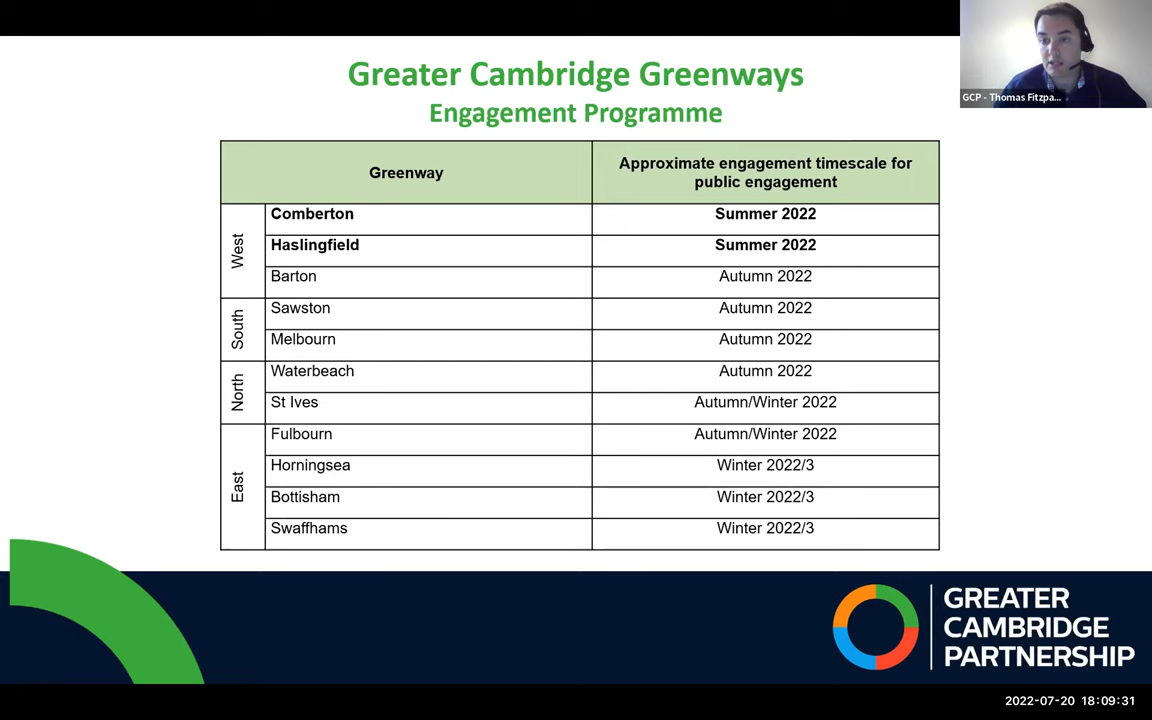 Greater Cambridge Greenways
Engagement Programme
GCP - Thomas Fitzpa...
Greenway
Approximate engagement timescale for
public engagement
West
Comberton
Summer 2022
Haslingfield
Summer 2022
Barton
Autumn 2022
South
Sawston
Autumn 2022
Melbourn
Autumn 2022
North
Waterbeach
Autumn 2022
St Ives
Autumn/Winter 2022
East
Fulbourn
Autumn/Winter 2022
Horningsea
Winter 2022/3
Bottisham
Winter 2022/3
Swaffhams
Winter 2022/3
GREATER
CAMBRIDGE
PARTNERSHIP
2022-07-20 18:09:31